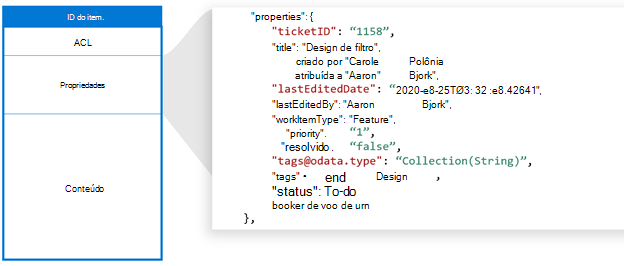 ID do item.
ACL
Propriedades
Conteúdo
"properties":{
"ticketID": “1158”,
"title": "Design de filtro",
criado por "Carole Polônia
atribuída a "Aaron" Bjork",
"lastEditedDate": “2020-e8-25TØ3: 32 :e8.42641",
"lastEditedBy": "Aaron Bjork",
"workItemType": "Feature",
"priority". “1”,
"resolvido. “false”,
"tags@odata.type": “Collection(String)”,
"tags" · end Design ,
"status": To-do
booker de voo de urn
},